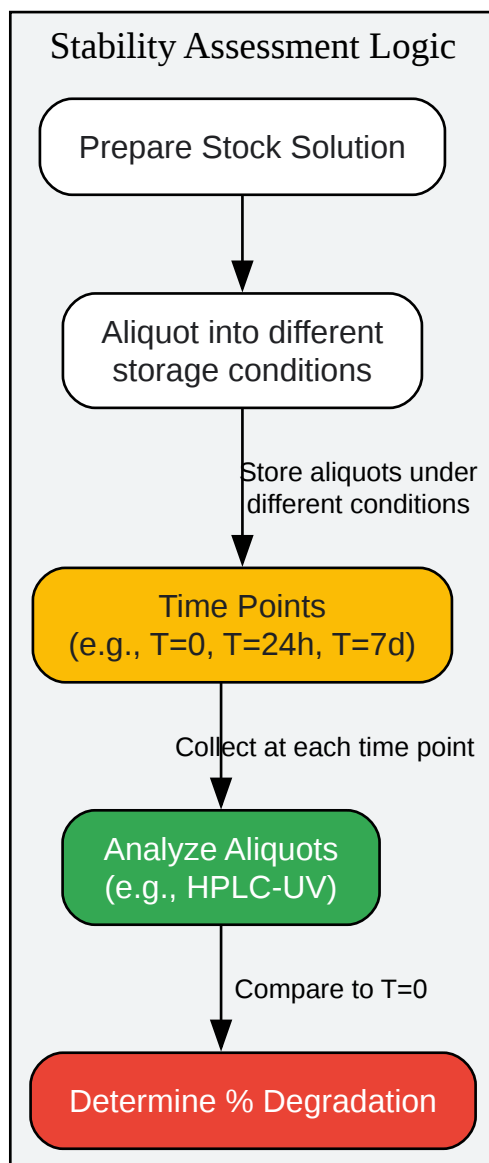 Stability Assessment Logic
Prepare Stock Solution
Aliquot into different
storage conditions
Store aliquots under
different conditions
Time Points
(e.g., T=0, T=24h, T=7d)
Collect at each time point
Analyze Aliquots
(e.g., HPLC-UV)
Compare to T=0
Determine % Degradation